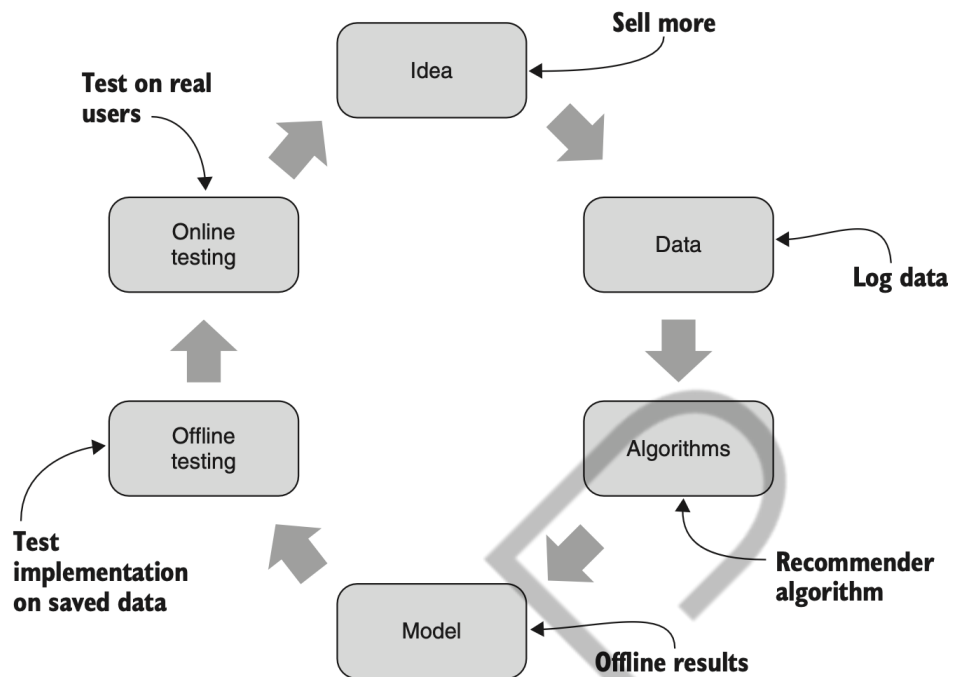 Sell more
Idea
Test on real
users
Online
testing
Data
Log data
Offline
testing
Algorithms
Test
implementation
on saved data
Recommender
algorithm
Model
Offline results